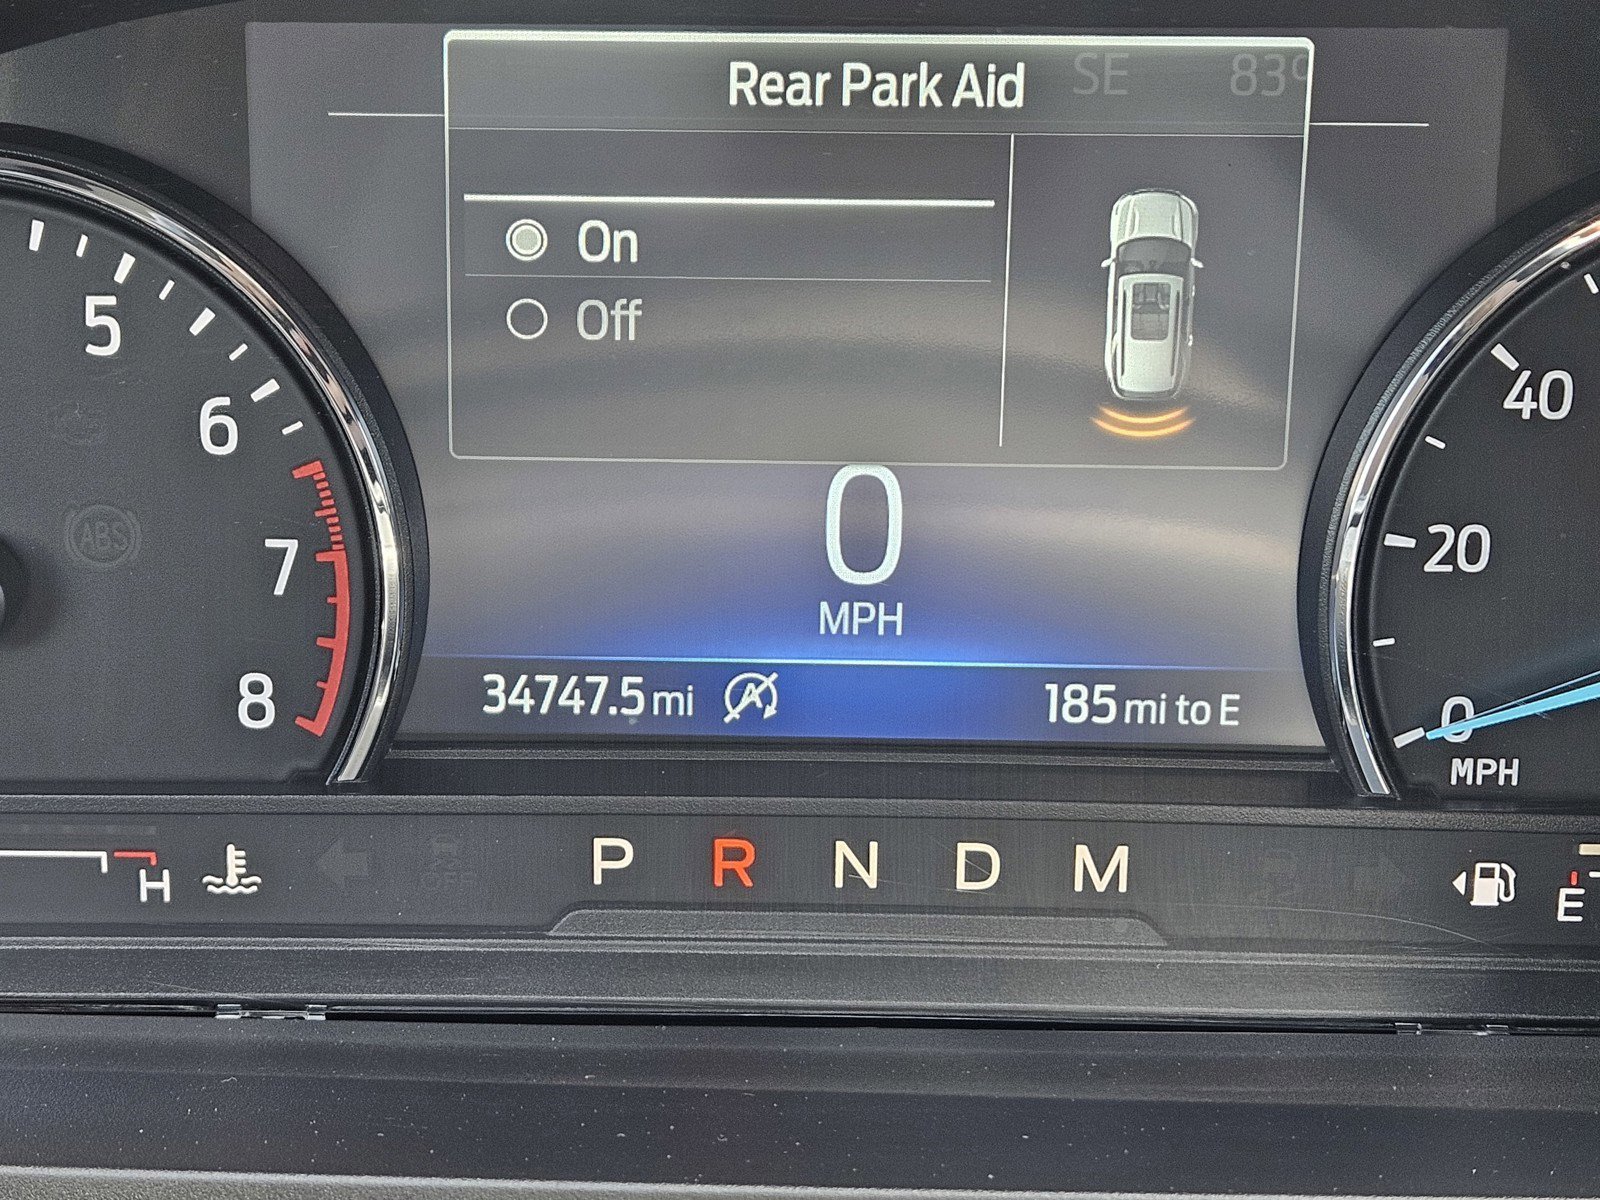 Rear Park Aid
SE 83°
On
Off
5
6
7
8
ABS
40
20
0
MPH
0
MPH
34747.5 mi
A
185 mi to E
H
P R N D M
E